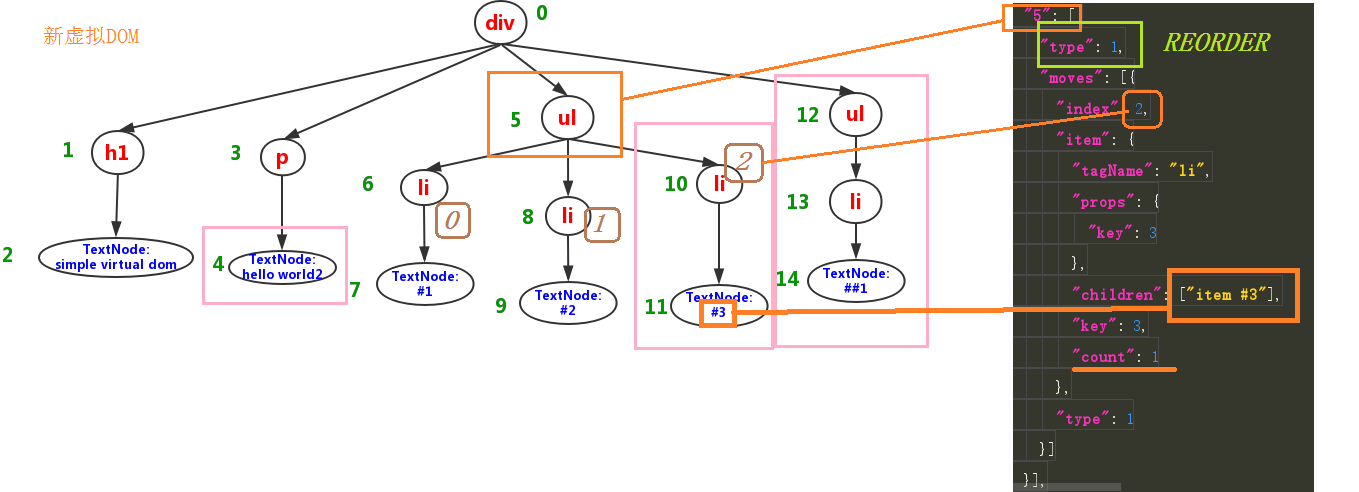 新虚拟DOM
div
0
1
h1
3
p
5
ul
12
ul
6
li
0
8
li
1
10
li
2
13
li
2
TextNode:
simple virtual dom
4
TextNode:
hello world2
7
TextNode:
#1
9
TextNode:
#2
11
TextNode:
#3
14
TextNode:
##1
"5": [
"type": 1,
REORDER
"moves": [{
"index" 2,
"item": {
"tagName": "li",
"props": {
"key": 3
},
"children": ["item #3"],
"key": 3,
"count": 1
},
"type": 1
}]
}],